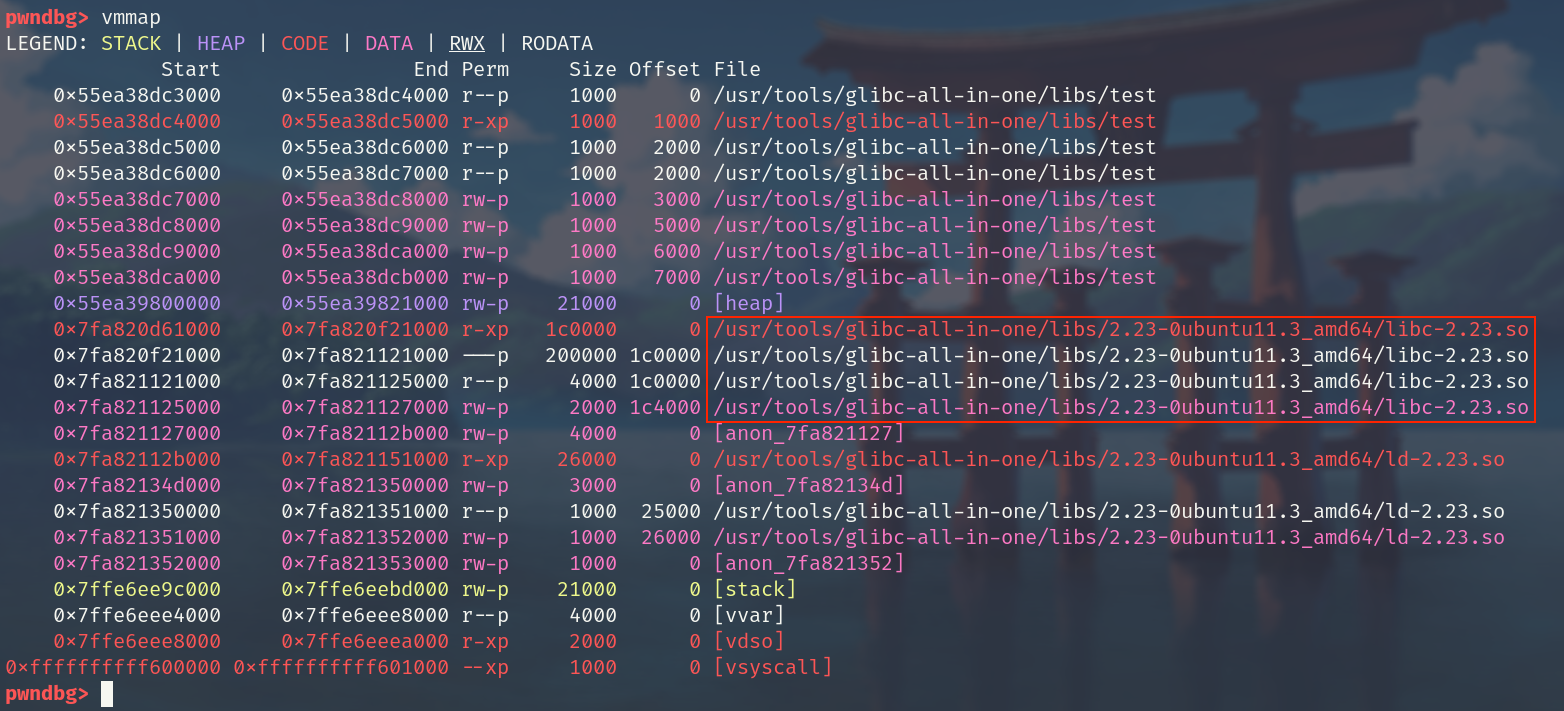 pwndbg> vmmap
LEGEND: STACK | HEAP | CODE | DATA | RWX | RODATA
Start End Perm Size Offset File
0x55ea38dc3000 0x55ea38dc4000 r--p 1000 0 /usr/tools/glibc-all-in-one/libs/test
0x55ea38dc4000 0x55ea38dc5000 r-xp 1000 1000 /usr/tools/glibc-all-in-one/libs/test
0x55ea38dc5000 0x55ea38dc6000 r--p 1000 2000 /usr/tools/glibc-all-in-one/libs/test
0x55ea38dc6000 0x55ea38dc7000 r--p 1000 2000 /usr/tools/glibc-all-in-one/libs/test
0x55ea38dc7000 0x55ea38dc8000 rw-p 1000 3000 /usr/tools/glibc-all-in-one/libs/test
0x55ea38dc8000 0x55ea38dc9000 rw-p 1000 5000 /usr/tools/glibc-all-in-one/libs/test
0x55ea38dc9000 0x55ea38dca000 rw-p 1000 6000 /usr/tools/glibc-all-in-one/libs/test
0x55ea38dca000 0x55ea38dcb000 rw-p 1000 7000 /usr/tools/glibc-all-in-one/libs/test
0x55ea39800000 0x55ea39821000 rw-p 21000 0 [heap]
0x7fa820d61000 0x7fa820f21000 r-xp 1c0000 0 /usr/tools/glibc-all-in-one/libs/2.23-0ubuntu11.3_amd64/libc-2.23.so
0x7fa820f21000 0x7fa821121000 ---p 200000 1c0000 /usr/tools/glibc-all-in-one/libs/2.23-0ubuntu11.3_amd64/libc-2.23.so
0x7fa821121000 0x7fa821125000 r--p 4000 1c0000 /usr/tools/glibc-all-in-one/libs/2.23-0ubuntu11.3_amd64/libc-2.23.so
0x7fa821125000 0x7fa821127000 rw-p 2000 1c4000 /usr/tools/glibc-all-in-one/libs/2.23-0ubuntu11.3_amd64/libc-2.23.so
0x7fa821127000 0x7fa82112b000 rw-p 4000 0 [anon_7fa821127]
0x7fa82112b000 0x7fa821151000 r-xp 26000 0 /usr/tools/glibc-all-in-one/libs/2.23-0ubuntu11.3_amd64/ld-2.23.so
0x7fa82134d000 0x7fa821350000 rw-p 3000 0 [anon_7fa82134d]
0x7fa821350000 0x7fa821351000 r--p 1000 25000 /usr/tools/glibc-all-in-one/libs/2.23-0ubuntu11.3_amd64/ld-2.23.so
0x7fa821351000 0x7fa821352000 rw-p 1000 26000 /usr/tools/glibc-all-in-one/libs/2.23-0ubuntu11.3_amd64/ld-2.23.so
0x7fa821352000 0x7fa821353000 rw-p 1000 0 [anon_7fa821352]
0x7ffe6ee9c000 0x7ffe6eebd000 rw-p 21000 0 [stack]
0x7ffe6eee4000 0x7ffe6eee8000 r--p 4000 0 [vvar]
0x7ffe6eee8000 0x7ffe6eeea000 r-xp 2000 0 [vdso]
0xffffffffff600000 0xffffffffff601000 --xp 1000 0 [vsyscall]
pwndbg>